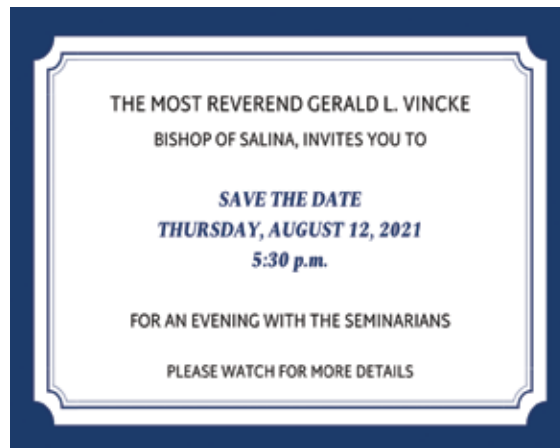 THE MOST REVEREND GERALD L. VINCKE
BISHOP OF SALINA, INVITES YOU TO
SAVE THE DATE
THURSDAY, AUGUST 12, 2021
5:30 p.m.
FOR AN EVENING WITH THE SEMINARIANS
PLEASE WATCH FOR MORE DETAILS